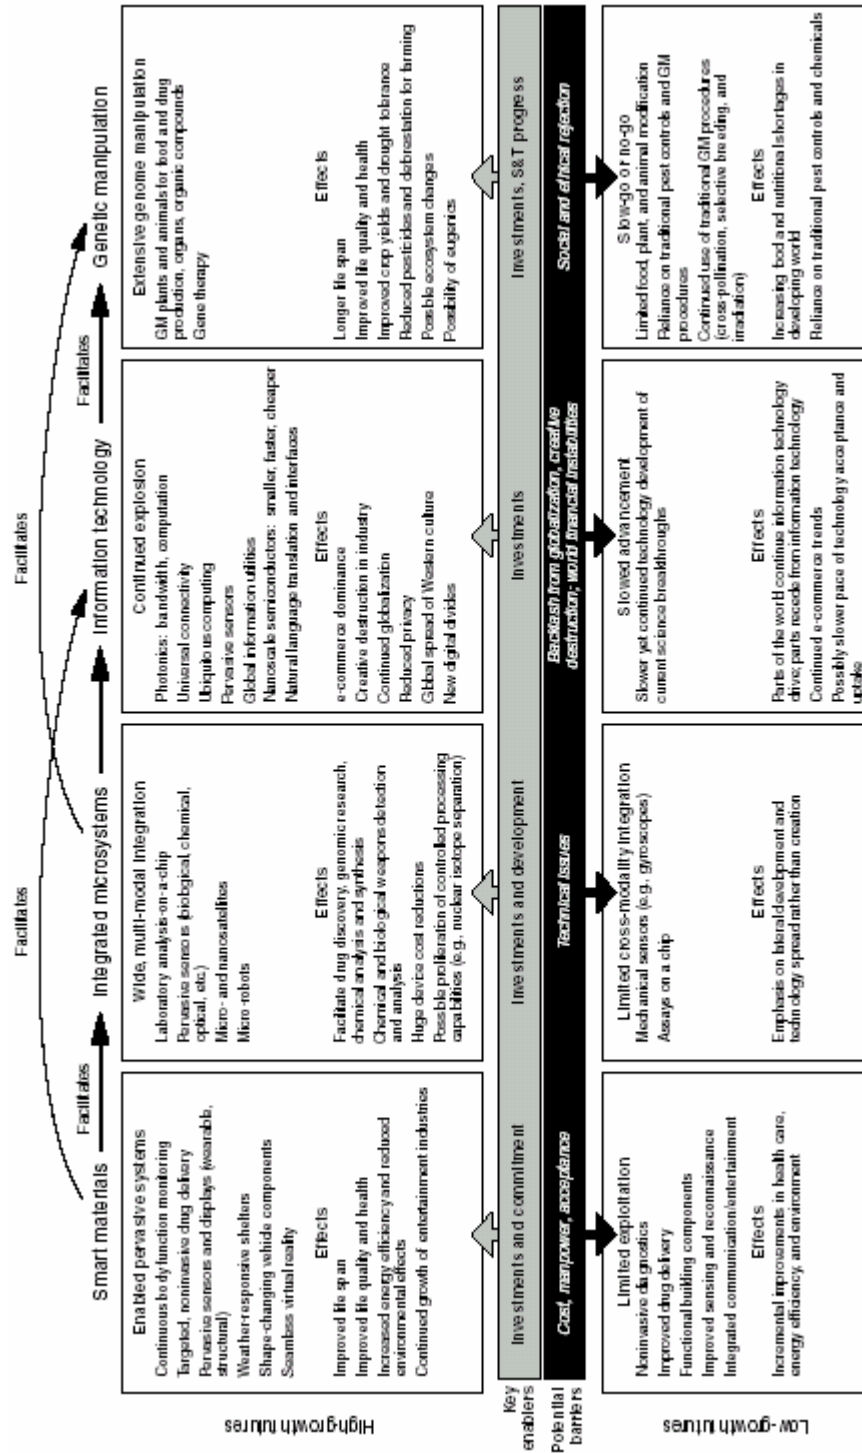 Facilitates
Facilitates
Smart materials
Facilitates
Integrated microsystems
Facilitates
Information technology
Facilitates
Genetic manipulation
High-growth futures
Enabled pervasive systems
Continuous body function monitoring
Targeted, noninvasive drug delivery
Pervasive sensors and displays (wearable,
structural)
Weather-responsive shelters
Shape-changing vehicle components
Seamless virtual reality
Effects
Improved life span
Improved life quality and health
Increased energy efficiency and reduced
environmental effects
Continued growth of entertainment industries
Wide, multi-modal integration
Laboratory analysis-on-a-chip
Pervasive sensors (biological, chemical,
optical, etc.)
Micro- and nanosatellites
Micro-robots
Effects
Facilitate drug discovery, genomic research,
chemical analysis and synthesis
Chemical and biological weapons detection
and analysis
Huge device cost reductions
Possible proliferation of controlled processing
capabilities (e.g., nuclear isotope separation)
Continued explosion
Photonics: bandwidth, computation
Universal connectivity
Ubiquitous computing
Pervasive sensors
Global information utilities
Nanoscale semiconductors: smaller, faster, cheaper
Natural language translation and interfaces
Effects
e-commerce dominance
Creative destruction in industry
Continued globalization
Reduced privacy
Global spread of Western culture
New digital divides
Extensive genome manipulation
GM plants and animals for food and drug
production, organs, organic compounds
Gene therapy
Effects
Longer life span
Improved life quality and health
Improved crop yields and drought tolerance
Reduced pesticides and deforestation for farming
Possible ecosystem changes
Possibility of eugenics
Key
enablers
Investments and commitment
Investments and development
Investments
Investments, S&T progress
Potential
barriers
Cost, manpower, acceptance
Technical issues
Backlash from globalization, creative
destruction; world financial instabilities
Social and ethical rejection
Low-growth futures
Limited exploitation
Noninvasive diagnostics
Improved drug delivery
Functional building components
Improved sensing and reconnaissance
Integrated communication/entertainment
Effects
Incremental improvements in health care,
energy efficiency, and environment
Limited cross-modality integration
Mechanical sensors (e.g., gyroscopes)
Assays on a chip
Effects
Emphasis on lateral development and
technology spread rather than creation
Slowed advancement
Slower yet continued technology development of
current science breakthroughs
Effects
Parts of the world continue information technology
drive; parts recede from information technology
Continued e-commerce trends
Possibly slower pace of technology acceptance and
uptake
Slow-go or no-go
Limited food, plant, and animal modification
Reliance on traditional pest controls and GM
procedures
Continued use of traditional GM procedures
(cross-pollination, selective breeding, and
irradiation)
Effects
Increasing food and nutritional shortages in
developing world
Reliance on traditional pest controls and chemicals